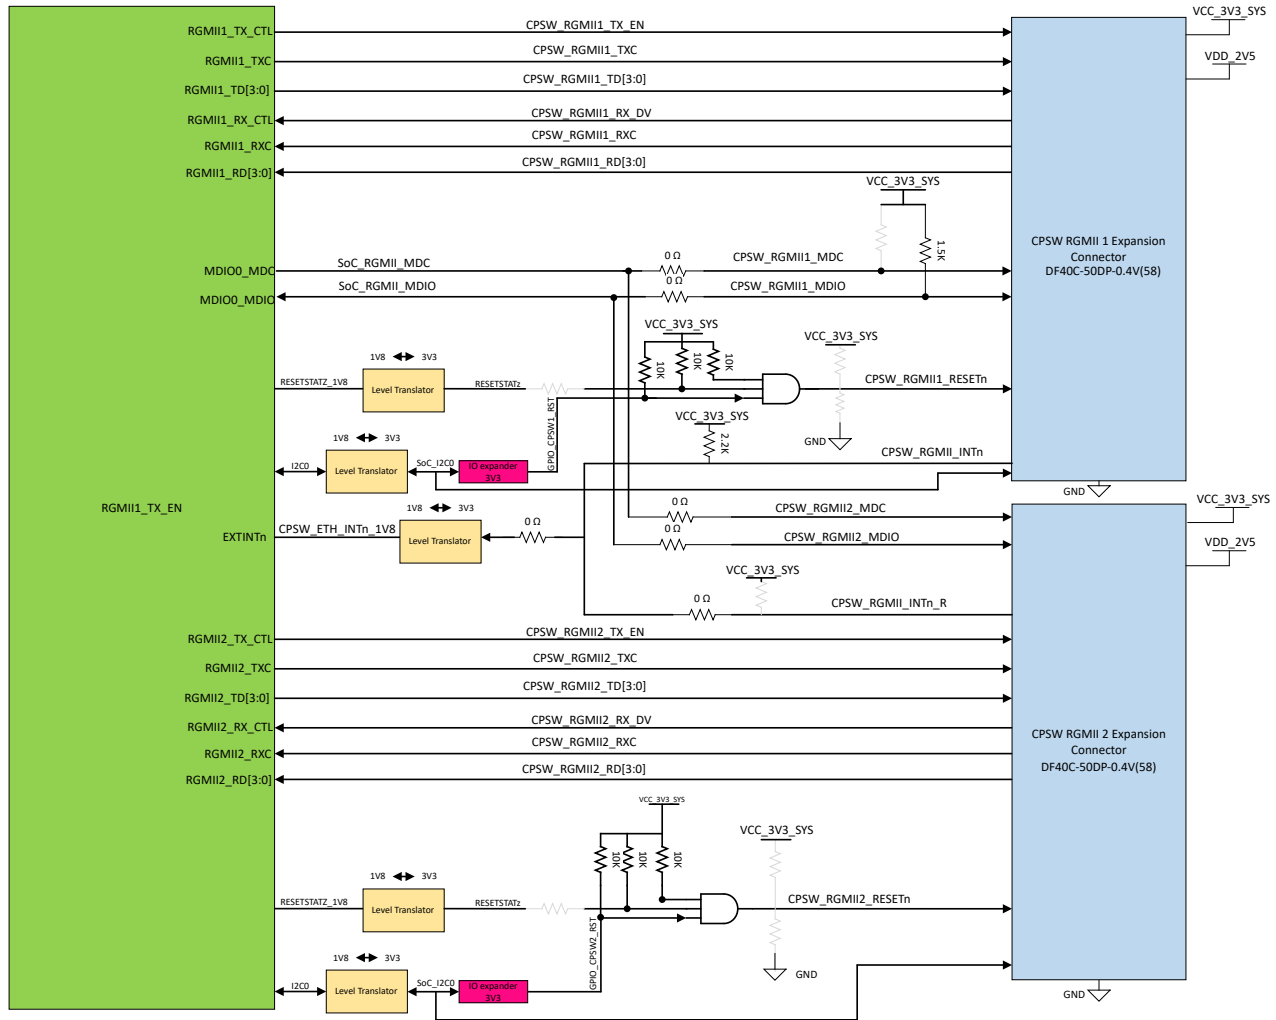 VCC_3V3_SYS
RGMII1_TX_CTL
CPSW_RGMII1_TX_EN
RGMII1_TXC
CPSW_RGMII1_TXC
VDD_2V5
RGMII1_TD[3:0]
CPSW_RGMII1_TD[3:0]
RGMII1_RX_CTL
CPSW_RGMII1_RX_DV
RGMII1_RXC
CPSW_RGMII1_RXC
RGMII1_RD[3:0]
CPSW_RGMII1_RD[3:0]
VCC_3V3_SYS
1.5K
CPSW RGMII 1 Expansion
Connector
DF40C-50DP-0.4V(58)
MDIO0_MDC
SoC_RGMII_MDC
0 Ω
CPSW_RGMII1_MDC
MDIO0_MDIO
SoC_RGMII_MDIO
0 Ω
CPSW_RGMII1_MDIO
VCC_3V3_SYS
VCC_3V3_SYS
10K
10K
10K
1V8
3V3
RESETSTATZ_1V8
Level Translator
RESETSTATz
CPSW_RGMII1_RESETn
GPIO_CPSW1_RST
VCC_3V3_SYS
2.2K
GND
1V8
3V3
I2C0
Level Translator
SoC_I2C0
IO expander
3V3
CPSW_RGMII_INTn
GND
RGMII1_TX_EN
1V8
3V3
EXTINTn
CPSW_ETH_INTn_1V8
Level Translator
0 Ω
0 Ω
CPSW_RGMII2_MDC
0 Ω
CPSW_RGMII2_MDIO
VCC_3V3_SYS
VDD_2V5
VCC_3V3_SYS
0 Ω
CPSW_RGMII_INTn_R
RGMII2_TX_CTL
CPSW_RGMII2_TX_EN
RGMII2_TXC
CPSW_RGMII2_TXC
RGMII2_TD[3:0]
CPSW_RGMII2_TD[3:0]
RGMII2_RX_CTL
CPSW_RGMII2_RX_DV
RGMII2_RXC
CPSW_RGMII2_RXC
RGMII2_RD[3:0]
CPSW_RGMII2_RD[3:0]
CPSW RGMII 2 Expansion
Connector
DF40C-50DP-0.4V(58)
VCC_3V3_SYS
VCC_3V3_SYS
10K
10K
10K
1V8
3V3
RESETSTATZ_1V8
Level Translator
RESETSTATz
CPSW_RGMII2_RESETn
GPIO_CPSW2_RST
GND
1V8
3V3
I2C0
Level Translator
SoC_I2C0
IO expander
3V3
GND